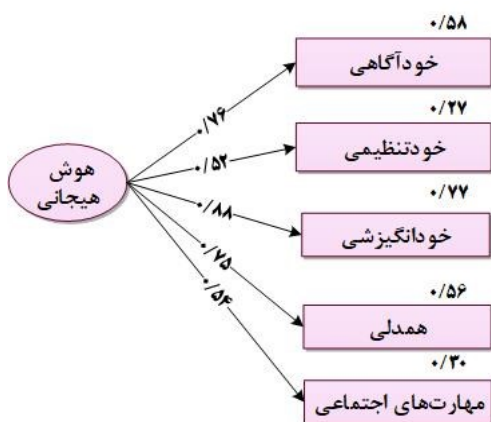 ۰/۵۸
خودآگاهی
۰/۷۶
۰/۲۷
خودتنظیمی
۰/۵۲
هوش
هیجانی
۰/۷۷
خودانگیزشی
۰/۸۸
۰/۵۶
همدلی
۰/۷۵
۰/۳۰
مهارت‌های اجتماعی
۰/۵۴